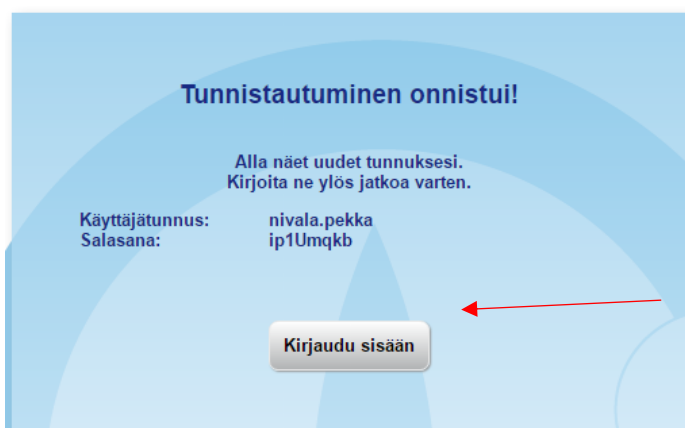 Tunnistautuminen onnistui!
Alla näet uudet tunnuksesi.
Kirjoita ne ylös jatkoa varten.
Käyttäjätunnus: nivala.pekka
Salasana: ip1Umqkb
Kirjaudu sisään